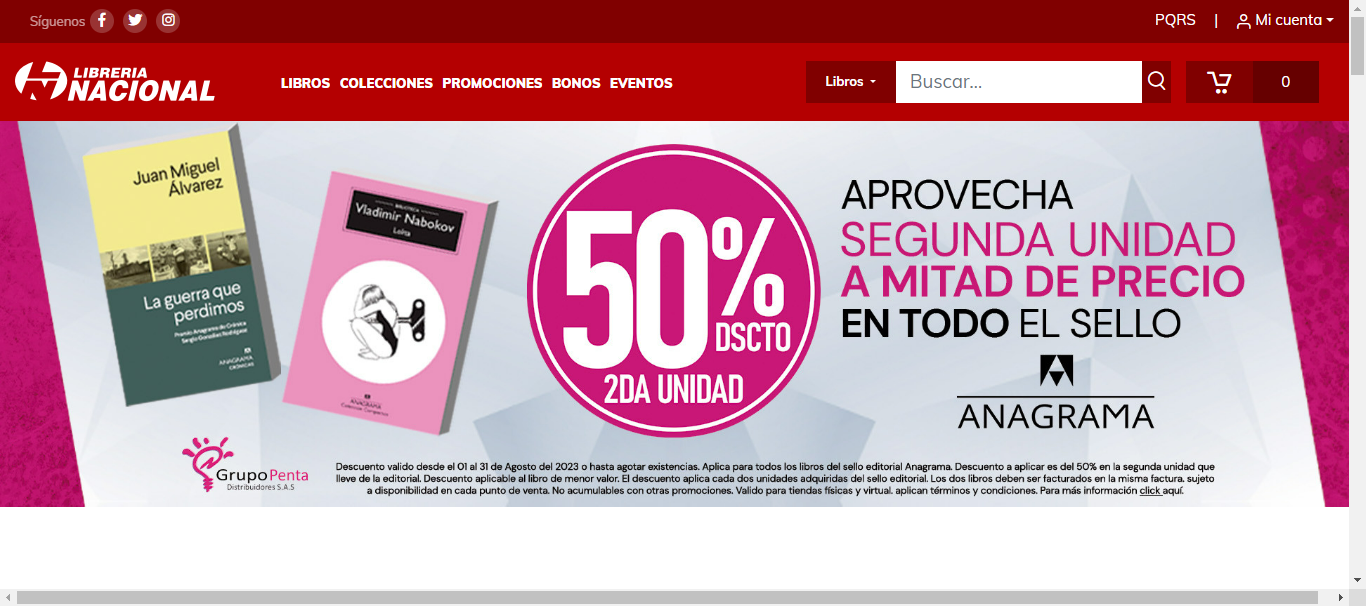 Síguenos
PQRS | Mi cuenta
LIBRERIA
NACIONAL
LIBROS COLECCIONES PROMOCIONES BONOS EVENTOS
Libros
Buscar...
0
Juan Miguel
Álvarez
La guerra que
perdimos
Premio Anagrama de Crónica
Sergio González Rodríguez
ANAGRAMA
CRÓNICAS
BIBLIOTECA
Vladimir Nabokov
Lolita
ANAGRAMA
Colección Compactos
50%
DSCTO
2DA UNIDAD
APROVECHA
SEGUNDA UNIDAD
A MITAD DE PRECIO
EN TODO EL SELLO
ANAGRAMA
GrupoPenta
Distribuidores S.A.S
Descuento valido desde el 01 al 31 de Agosto del 2023 o hasta agotar existencias. Aplica para todos los libros del sello editorial Anagrama. Descuento a aplicar es del 50% en la segunda unidad que
lleve de la editorial. Descuento aplicable al libro de menor valor. El descuento aplica cada dos unidades adquiridas del sello editorial. Los dos libros deben ser facturados en la misma factura. sujeto
a disponibilidad en cada punto de venta. No acumulables con otras promociones. Valido para tiendas físicas y virtual. aplican términos y condiciones. Para más información click aquí.